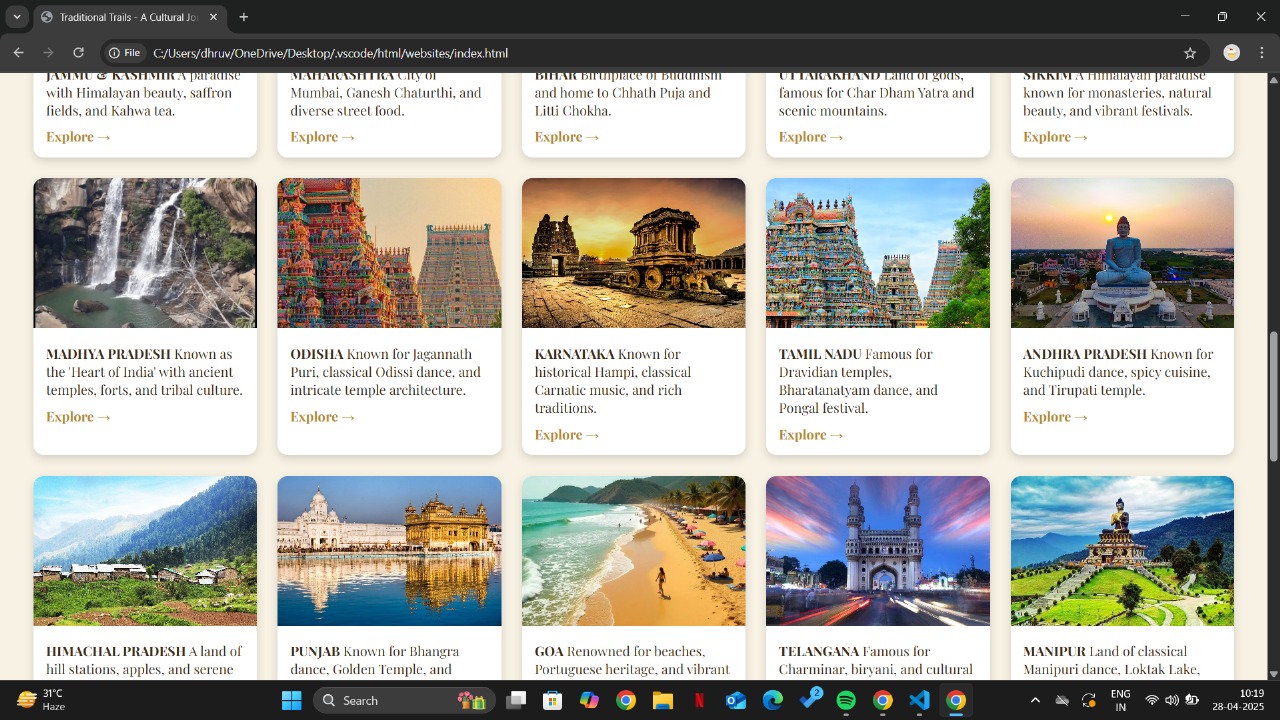 Traditional Trails - A Cultural Jo
File
C:/Users/dhruv/OneDrive/Desktop/.vscode/html/websites/index.html
JAMMU & KASHMIR A paradise
with Himalayan beauty, saffron
fields, and Kahwa tea.
Explore →
MAHARASHTRA City of
Mumbai, Ganesh Chaturthi, and
diverse street food.
Explore →
BIHAR Birthplace of Buddhism
and home to Chhath Puja and
Litti Chokha.
Explore →
UTTARAKHAND Land of gods,
famous for Char Dham Yatra and
scenic mountains.
Explore →
SIKKIM A Himalayan paradise
known for monasteries, natural
beauty, and vibrant festivals.
Explore →
MADHYA PRADESH Known as
the 'Heart of India' with ancient
temples, forts, and tribal culture.
Explore →
ODISHA Known for Jagannath
Puri, classical Odissi dance, and
intricate temple architecture.
Explore →
KARNATAKA Known for
historical Hampi, classical
Carnatic music, and rich
traditions.
Explore →
TAMIL NADU Famous for
Dravidian temples,
Bharatanatyam dance, and
Pongal festival.
Explore →
ANDHRA PRADESH Known for
Kuchipudi dance, spicy cuisine,
and Tirupati temple.
Explore →
HIMACHAL PRADESH A land of
hill stations, apples, and serene
PUNJAB Known for Bhangra
dance, Golden Temple, and
GOA Renowned for beaches,
Portuguese heritage, and vibrant
TELANGANA Famous for
Charminar, biryani, and cultural
MANIPUR Land of classical
Manipuri dance, Loktak Lake,
31°C
Haze
Search
2
ENG
IN
10:19
28-04-2025